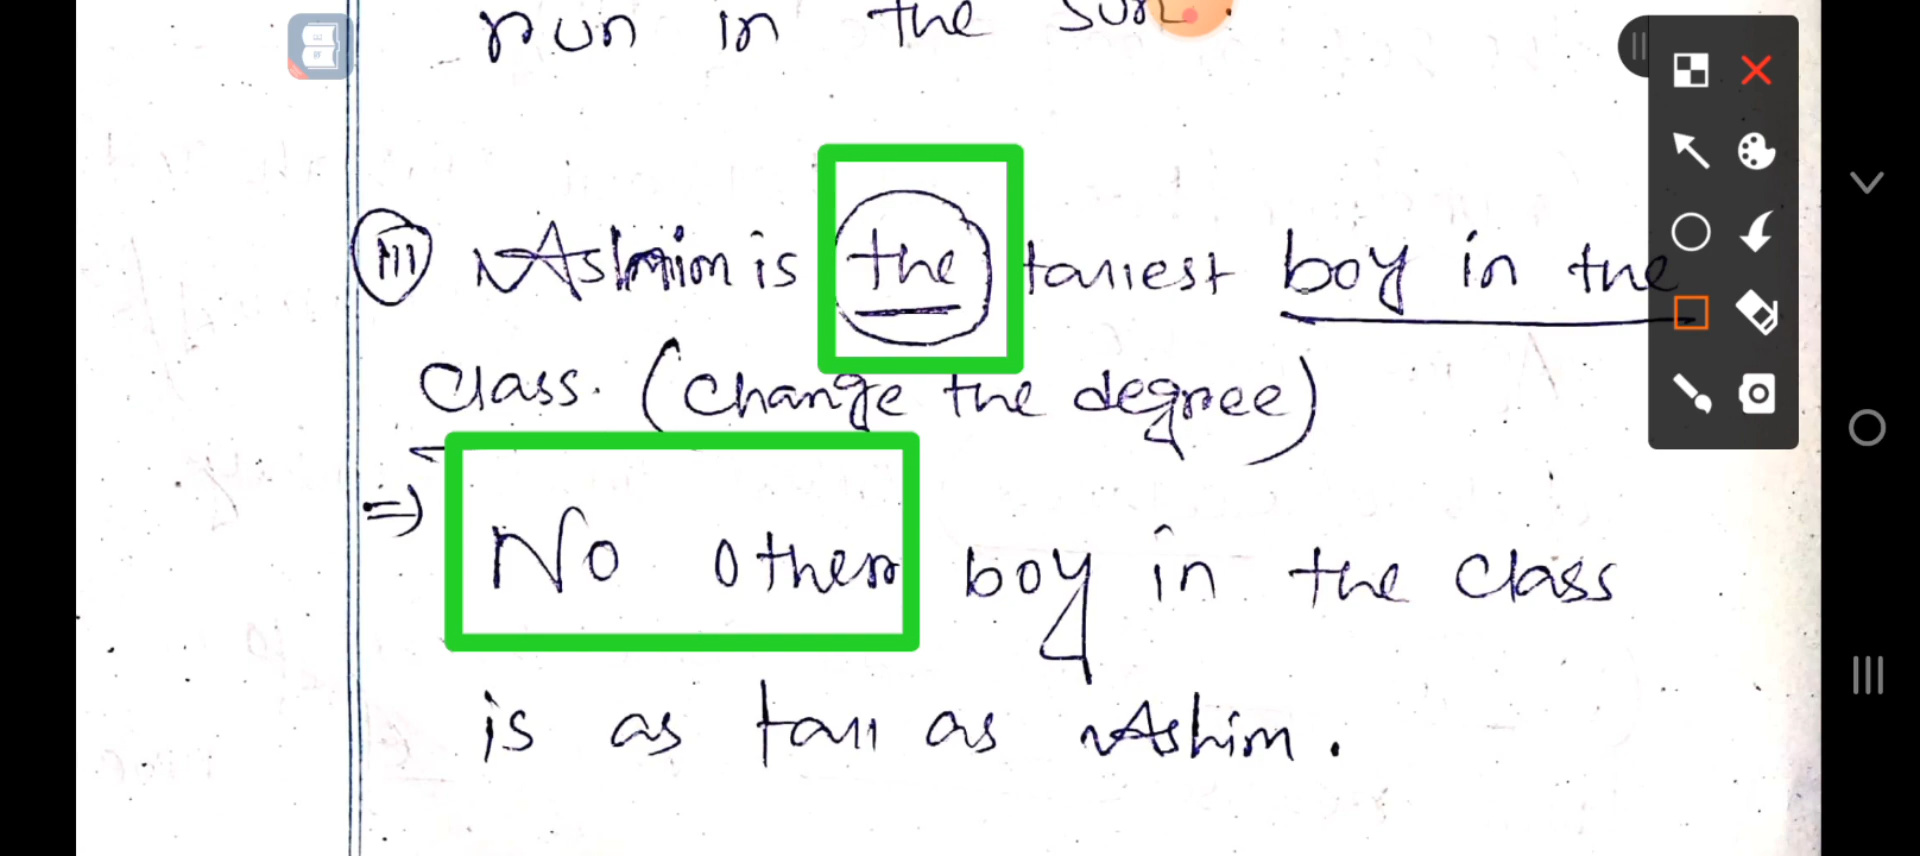 run in the sun.
(iii) Ashim is the tallest boy in the
class. (Change the degree)
⇒ No other boy in the class
is as tall as Ashim.